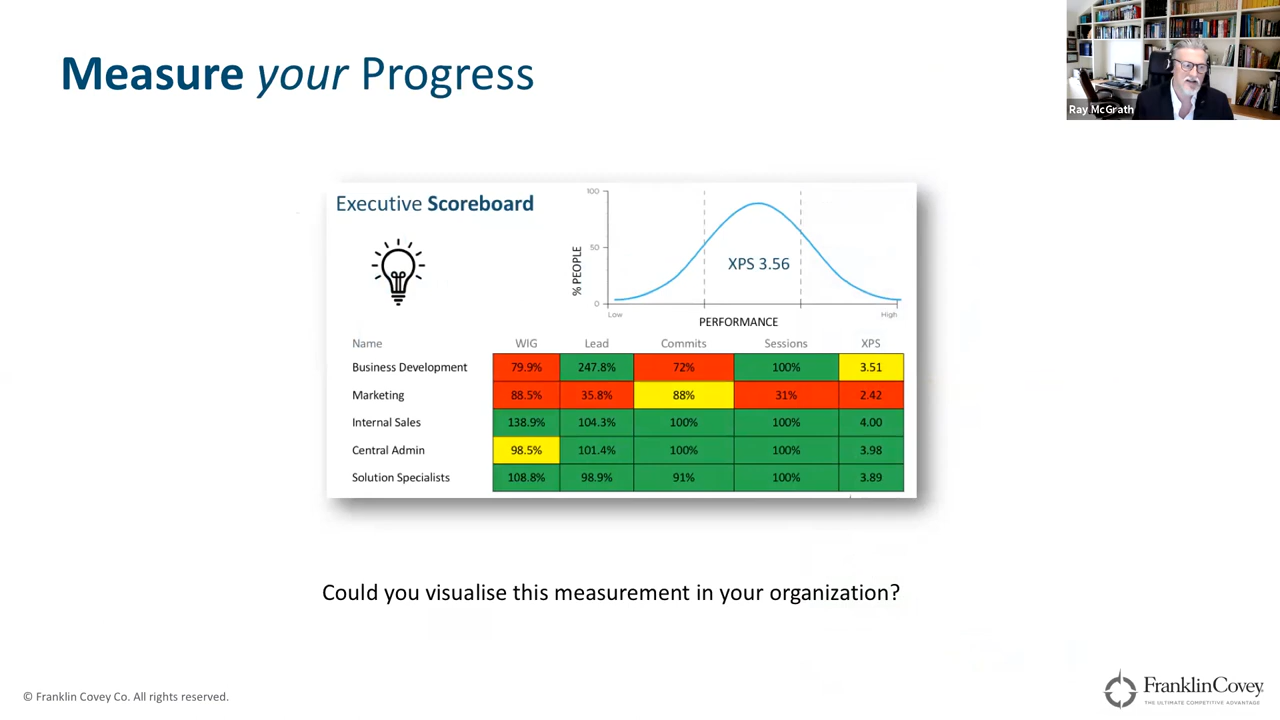 Measure your Progress
Ray McGrath
Executive Scoreboard
100
50
0
% PEOPLE
XPS 3.56
Low
High
PERFORMANCE
Name WIG Lead Commits Sessions XPS
Business Development 79.9% 247.8% 72% 100% 3.51
Marketing 88.5% 35.8% 88% 31% 2.42
Internal Sales 138.9% 104.3% 100% 100% 4.00
Central Admin 98.5% 101.4% 100% 100% 3.98
Solution Specialists 108.8% 98.9% 91% 100% 3.89
Could you visualise this measurement in your organization?
© Franklin Covey Co. All rights reserved.
FranklinCovey
THE ULTIMATE COMPETITIVE ADVANTAGE